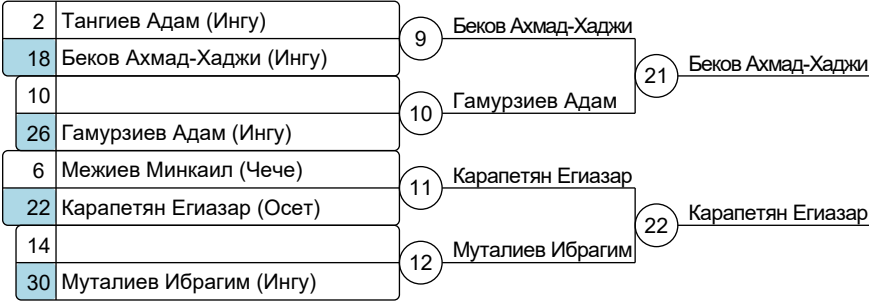 2 Тангиев Адам (Ингу)
18 Беков Ахмад-Хаджи (Ингу)
9 Беков Ахмад-Хаджи
21 Беков Ахмад-Хаджи
10
26 Гамурзиев Адам (Ингу)
10 Гамурзиев Адам
6 Межиев Минкаил (Чече)
22 Карапетян Егиазар (Осет)
11 Карапетян Егиазар
22 Карапетян Егиазар
14
30 Муталиев Ибрагим (Ингу)
12 Муталиев Ибрагим